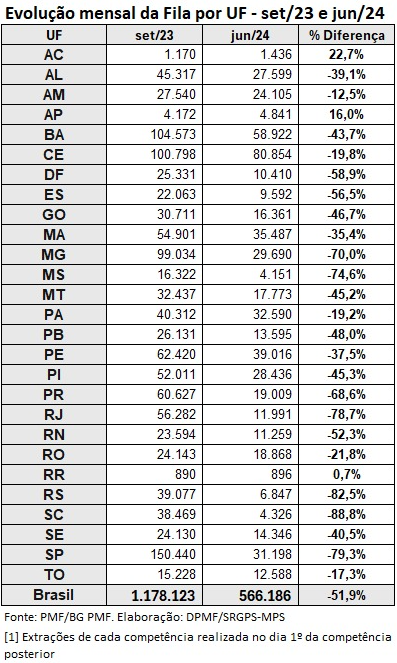 Evolução mensal da Fila por UF - set/23 e jun/24
UF set/23 jun/24 % Diferença
AC 1.170 1.436 22,7%
AL 45.317 27.599 -39,1%
AM 27.540 24.105 -12,5%
AP 4.172 4.841 16,0%
BA 104.573 58.922 -43,7%
CE 100.798 80.854 -19,8%
DF 25.331 10.410 -58,9%
ES 22.063 9.592 -56,5%
GO 30.711 16.361 -46,7%
MA 54.901 35.487 -35,4%
MG 99.034 29.690 -70,0%
MS 16.322 4.151 -74,6%
MT 32.437 17.773 -45,2%
PA 40.312 32.590 -19,2%
PB 26.131 13.595 -48,0%
PE 62.420 39.016 -37,5%
PI 52.011 28.436 -45,3%
PR 60.627 19.009 -68,6%
RJ 56.282 11.991 -78,7%
RN 23.594 11.259 -52,3%
RO 24.143 18.868 -21,8%
RR 890 896 0,7%
RS 39.077 6.847 -82,5%
SC 38.469 4.326 -88,8%
SE 24.130 14.346 -40,5%
SP 150.440 31.198 -79,3%
TO 15.228 12.588 -17,3%
Brasil 1.178.123 566.186 -51,9%
Fonte: PMF/BG PMF. Elaboração: DPMF/SRGPS-MPS
[1] Extrações de cada competência realizada no dia 1º da competência
posterior